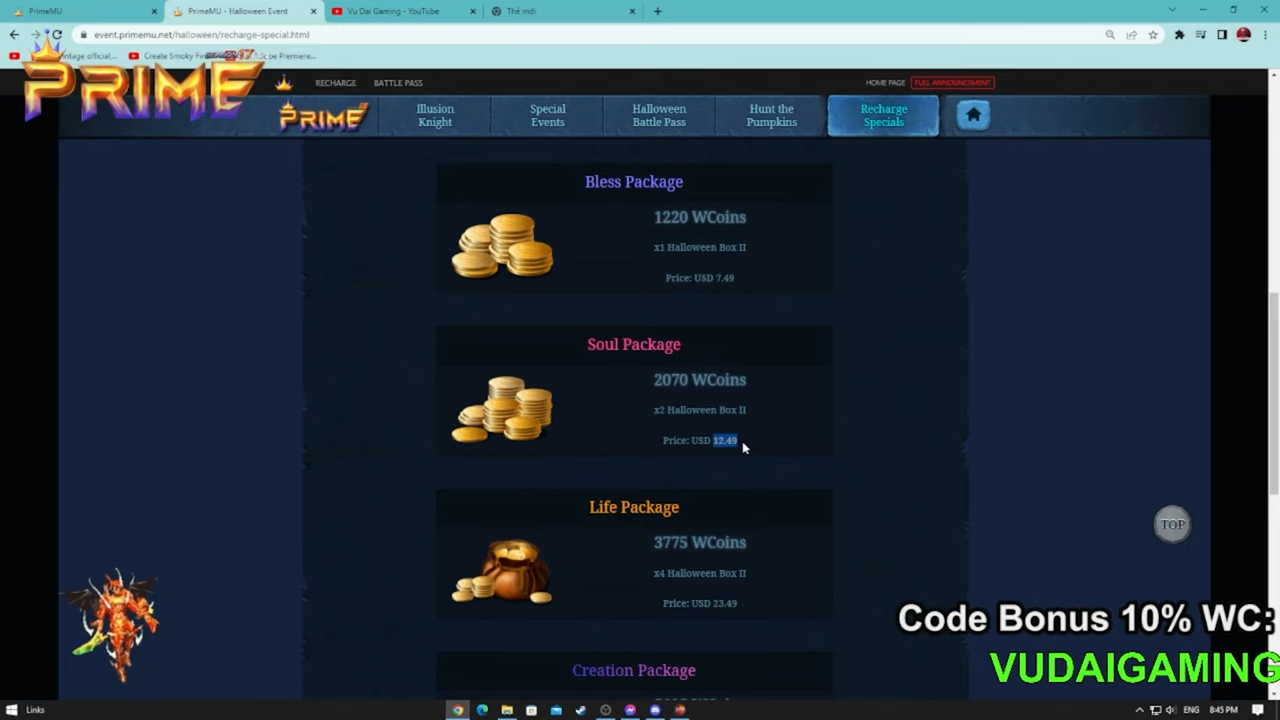 PrimeMU
PrimeMU - Halloween Event
Vu Dai Gaming - YouTube
Thẻ mới
event.primemu.net/halloween/recharge-special.html
PRIME
RECHARGE
BATTLE PASS
HOME PAGE
FULL ANNOUNCEMENT
PRIME
Illusion
Knight
Special
Events
Halloween
Battle Pass
Hunt the
Pumpkins
Recharge
Specials
Bless Package
1220 WCoins
x1 Halloween Box II
Price: USD 7.49
Soul Package
2070 WCoins
x2 Halloween Box II
Price: USD 12.49
Life Package
3775 WCoins
x4 Halloween Box II
Price: USD 23.49
TOP
Code Bonus 10% WC:
VUDAIGAMING
Creation Package
Links
ENG
8:45 PM